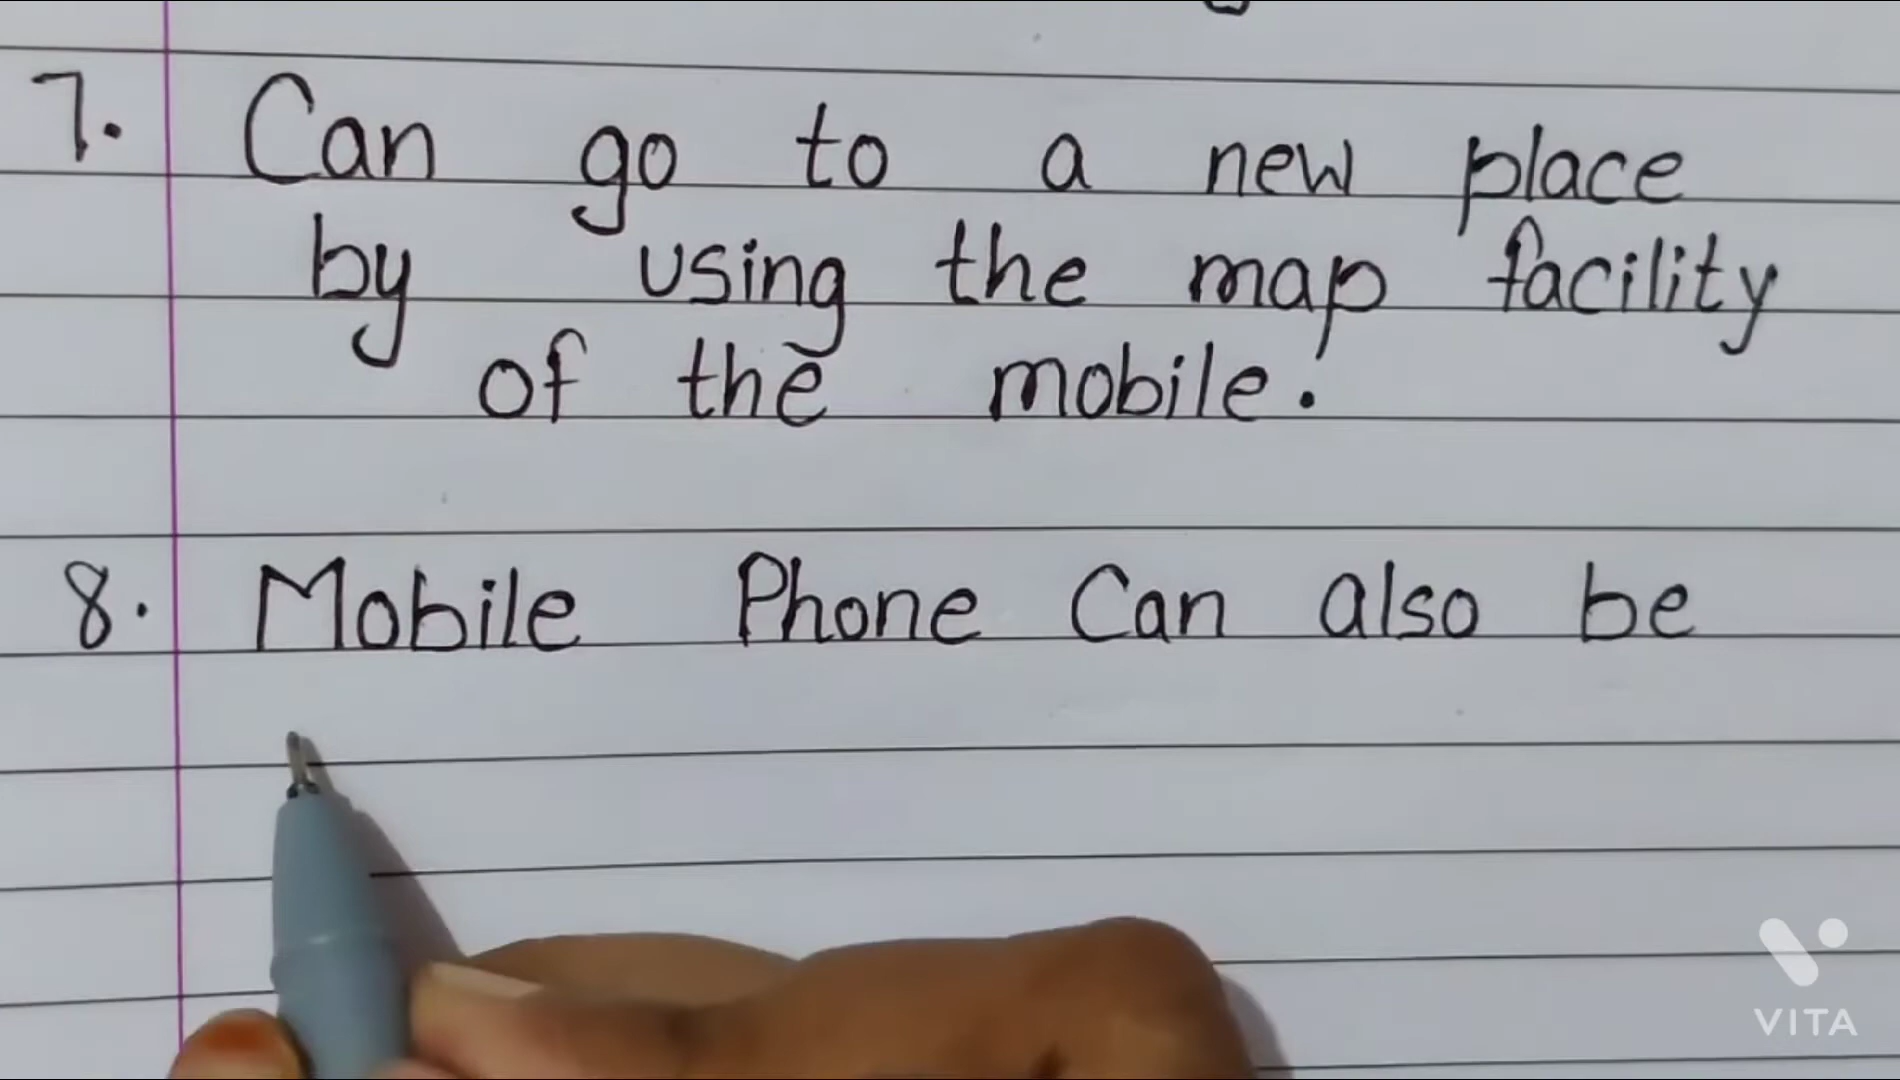 7. Can go to a new place
by using the map facility
of the mobile.
8. Mobile Phone Can also be
VITA